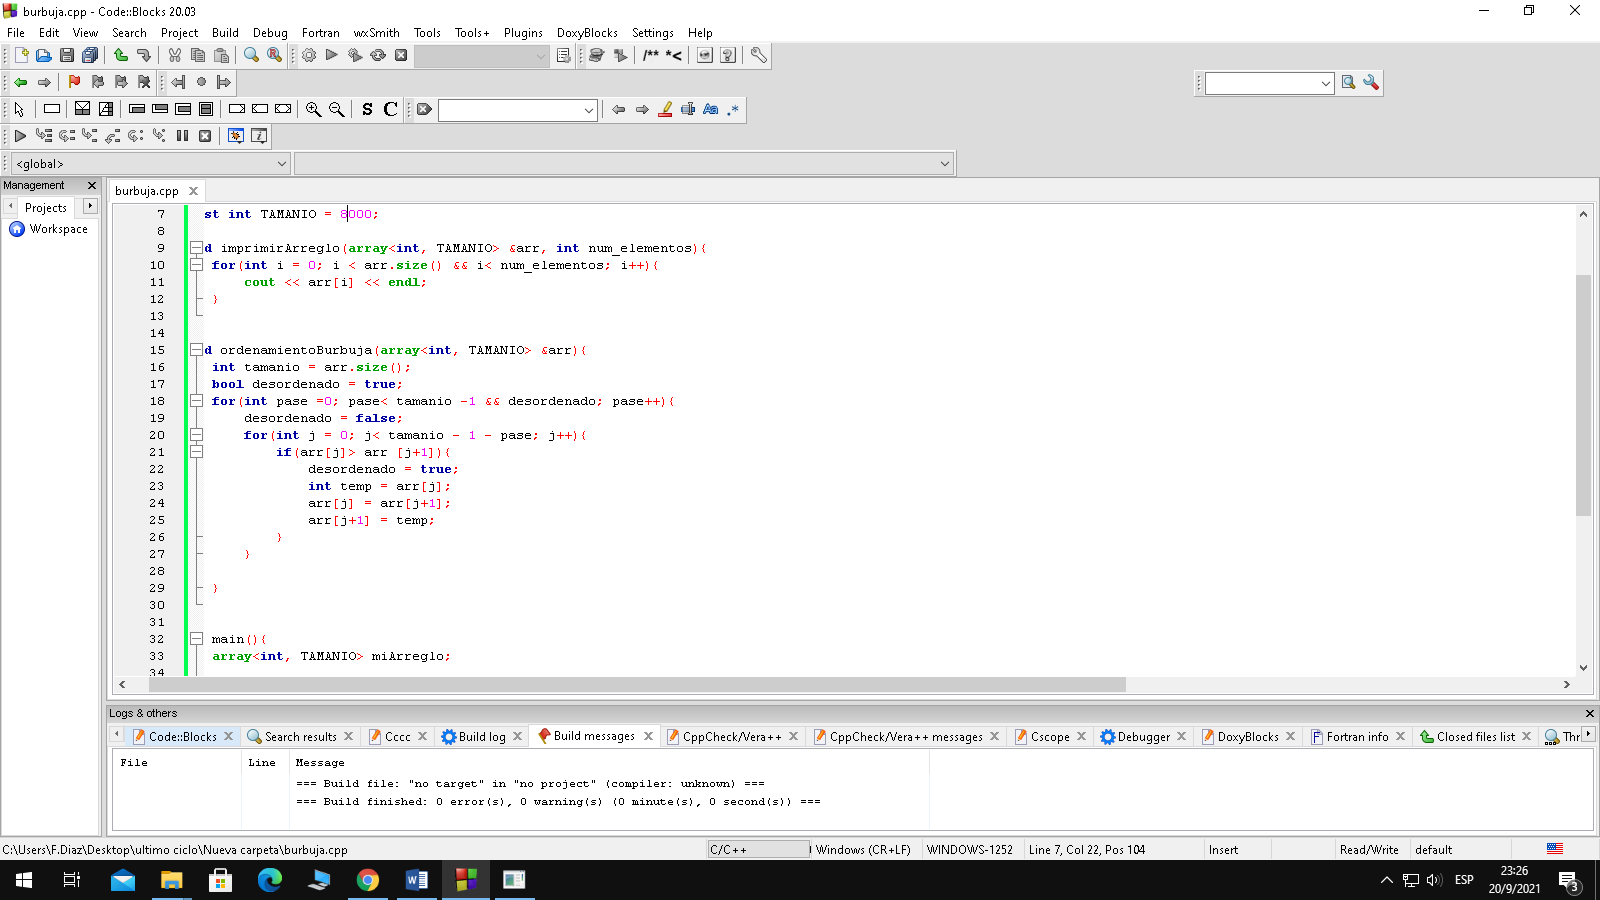 burbuja.cpp - Code::Blocks 20.03
File Edit View Search Project Build Debug Fortran wxSmith Tools Tools+ Plugins DoxyBlocks Settings Help
/** *<
S C Aa .*
<global>
Management
burbuja.cpp
Projects
Workspace
7 st int TAMANIO = 8000;
8
9 d imprimirArreglo(array<int, TAMANIO> &arr, int num_elementos){
10 for(int i = 0; i < arr.size() && i< num_elementos; i++){
11 cout << arr[i] << endl;
12 }
13
14
15 d ordenamientoBurbuja(array<int, TAMANIO> &arr){
16 int tamanio = arr.size();
17 bool desordenado = true;
18 for(int pase =0; pase< tamanio -1 && desordenado; pase++){
19 desordenado = false;
20 for(int j = 0; j< tamanio - 1 - pase; j++){
21 if(arr[j]> arr [j+1]){
22 desordenado = true;
23 int temp = arr[j];
24 arr[j] = arr[j+1];
25 arr[j+1] = temp;
26 }
27 }
28
29 }
30
31
32 main(){
33 array<int, TAMANIO> miArreglo;
34
Logs & others
Code::Blocks Search results Cccc Build log Build messages CppCheck/Vera++ CppCheck/Vera++ messages Cscope Debugger DoxyBlocks Fortran info Closed files list Thr
File Line Message
=== Build file: "no target" in "no project" (compiler: unknown) ===
=== Build finished: 0 error(s), 0 warning(s) (0 minute(s), 0 second(s)) ===
C:\Users\F.Diaz\Desktop\ultimo ciclo\Nueva carpeta\burbuja.cpp C/C++ Windows (CR+LF) WINDOWS-1252 Line 7, Col 22, Pos 104 Insert Read/Write default
ESP
23:26
20/9/2021
3